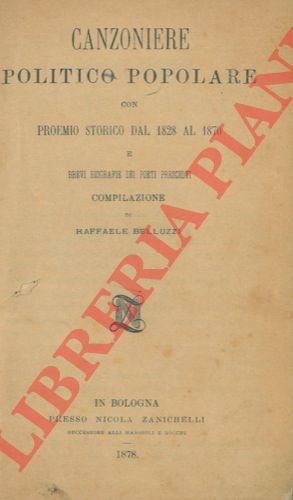 CANZONIERE
POLITICO POPOLARE
CON
PROEMIO STORICO DAL 1828 AL 1870
E
BREVI BIOGRAFIE DEI POETI PRESCELTI
COMPILAZIONE
DI
RAFFAELE BELLUZZI
IN BOLOGNA
PRESSO NICOLA ZANICHELLI
SUCCESSORE ALLI MARSIGLI E ROCCHI
1878.
LIBRERIA PIANI